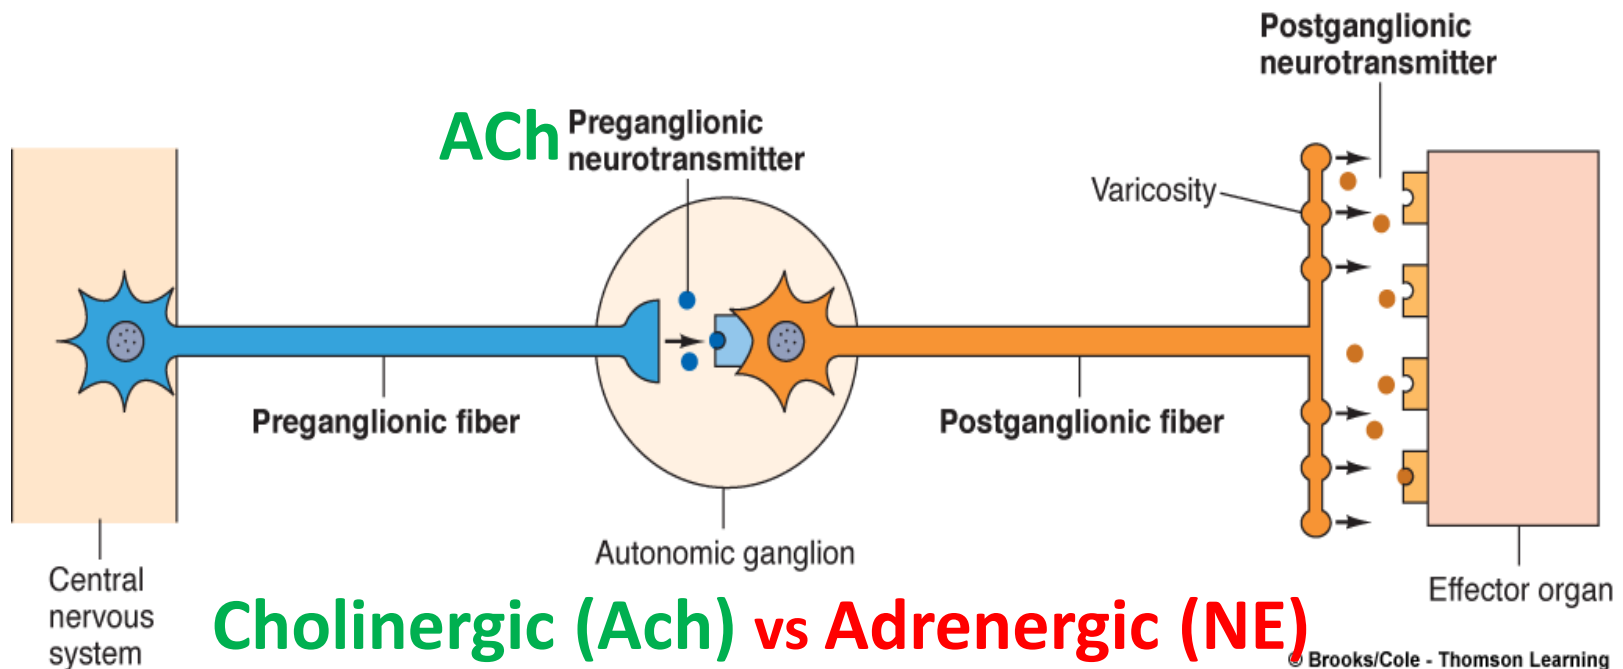 Postganglionic
neurotransmitter
ACh
Preganglionic
neurotransmitter
Varicosity
Preganglionic fiber
Postganglionic fiber
Autonomic ganglion
Central
nervous
system
Effector organ
Cholinergic (Ach) vs Adrenergic (NE)
© Brooks/Cole - Thomson Learning